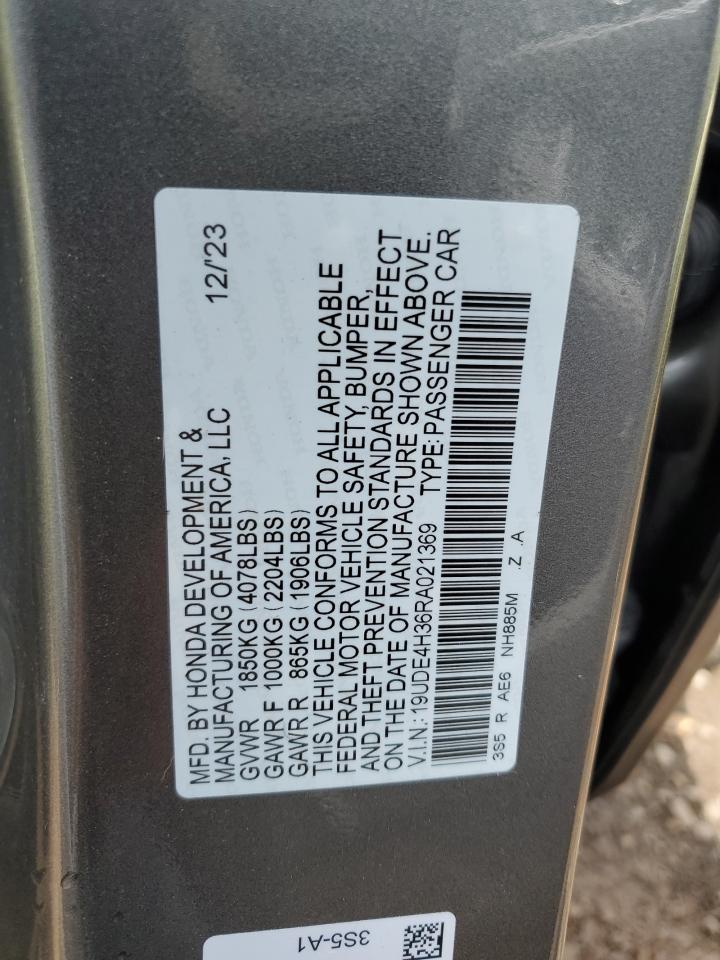 MFD. BY HONDA DEVELOPMENT &
MANUFACTURING OF AMERICA, LLC 12/'23
GVWR 1850KG (4078LBS)
GAWR F 1000KG (2204LBS)
GAWR R 865KG (1906LBS)
THIS VEHICLE CONFORMS TO ALL APPLICABLE
FEDERAL MOTOR VEHICLE SAFETY, BUMPER,
AND THEFT PREVENTION STANDARDS IN EFFECT
ON THE DATE OF MANUFACTURE SHOWN ABOVE.
V.I.N.: 19UDE4H36RA021369 TYPE: PASSENGER CAR
3S5 R AE6 NH885M .Z .A
3S5-A1